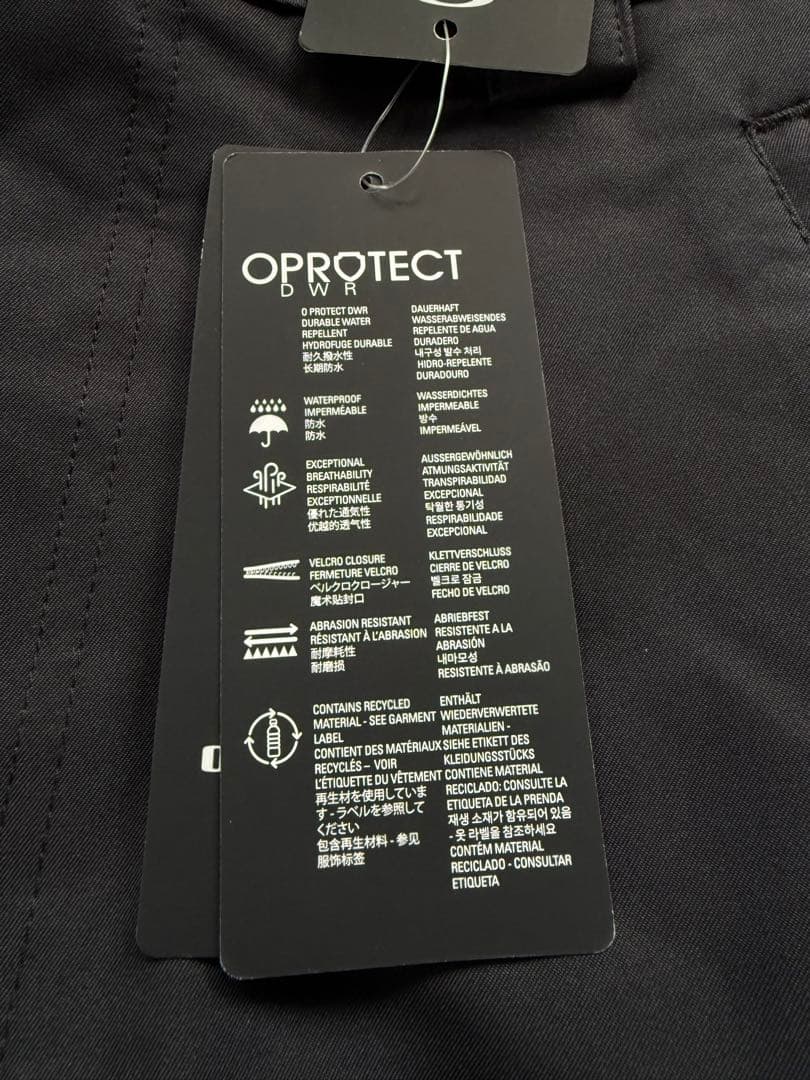 OPROTECT
DWR
O PROTECT DWR
DURABLE WATER
REPELLENT
HYDROFUGE DURABLE
耐久撥水性
长期防水
DAUERHAFT
WASSERABWEISENDES
REPELENTE DE AGUA
DURADERO
내구성 발수 처리
HIDRO-REPELENTE
DURADOURO
WATERPROOF
IMPERMÉABLE
防水
防水
WASSERDICHTES
IMPERMEABLE
방수
IMPERMEÁVEL
EXCEPTIONAL
BREATHABILITY
RESPIRABILITÉ
EXCEPTIONNELLE
優れた通気性
优越的透气性
AUSSERGEWÖHNLICH
ATMUNGSAKTIVITÄT
TRANSPIRABILIDAD
EXCEPCIONAL
탁월한 통기성
RESPIRABILIDADE
EXCEPCIONAL
VELCRO CLOSURE
FERMETURE VELCRO
ベルクロクロージャー
魔术贴封口
KLETTVERSCHLUSS
CIERRE DE VELCRO
벨크로 잠금
FECHO DE VELCRO
ABRASION RESISTANT
RÉSISTANT À L'ABRASION
耐摩耗性
耐磨损
ABRIEBFEST
RESISTENTE A LA
ABRASIÓN
내마모성
RESISTENTE À ABRASÃO
CONTAINS RECYCLED
MATERIAL - SEE GARMENT
LABEL
CONTIENT DES MATÉRIAUX
RECYCLÉS – VOIR
L'ÉTIQUETTE DU VÊTEMENT
再生材を使用していま
す - ラベルを参照して
ください
包含再生材料 - 参见
服饰标签
ENTHÄLT
WIEDERVERWERTETE
MATERIALIEN -
SIEHE ETIKETT DES
KLEIDUNGSSTÜCKS
CONTIENE MATERIAL
RECICLADO: CONSULTE LA
ETIQUETA DE LA PRENDA
재생 소재가 함유되어 있음
- 옷 라벨을 참조하세요
CONTÉM MATERIAL
RECICLADO - CONSULTAR
ETIQUETA